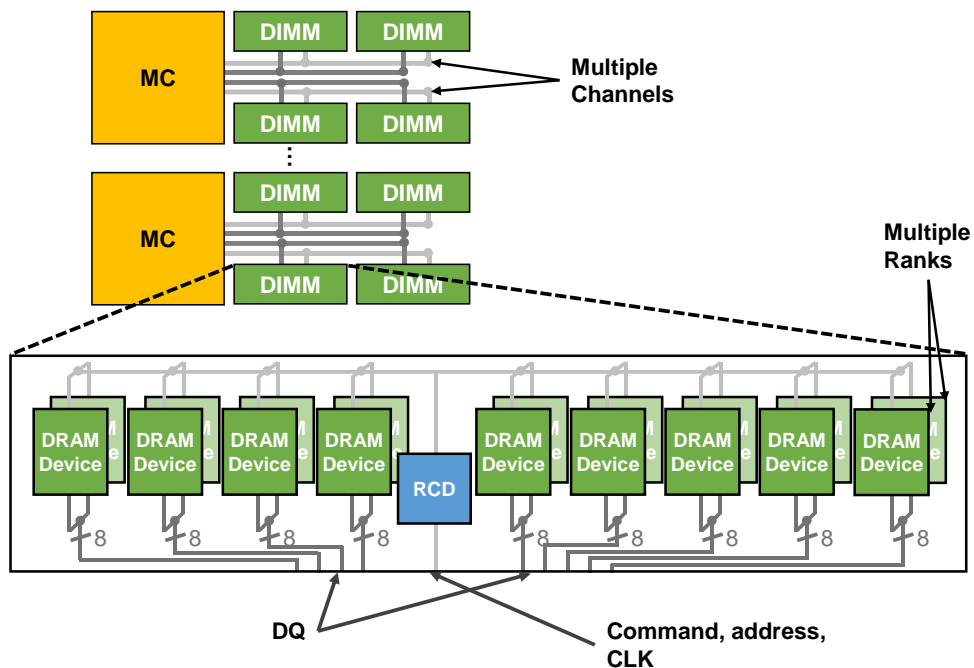 DIMM DIMM
MC
Multiple
Channels
DIMM DIMM
...
DIMM DIMM
MC
Multiple
Ranks
DIMM DIMM
DRAM
Device
DRAM
Device
DRAM
Device
DRAM
Device
RCD
DRAM
Device
DRAM
Device
DRAM
Device
DRAM
Device
DRAM
Device
8 8 8 8 8 8 8 8 8
DQ
Command, address,
CLK